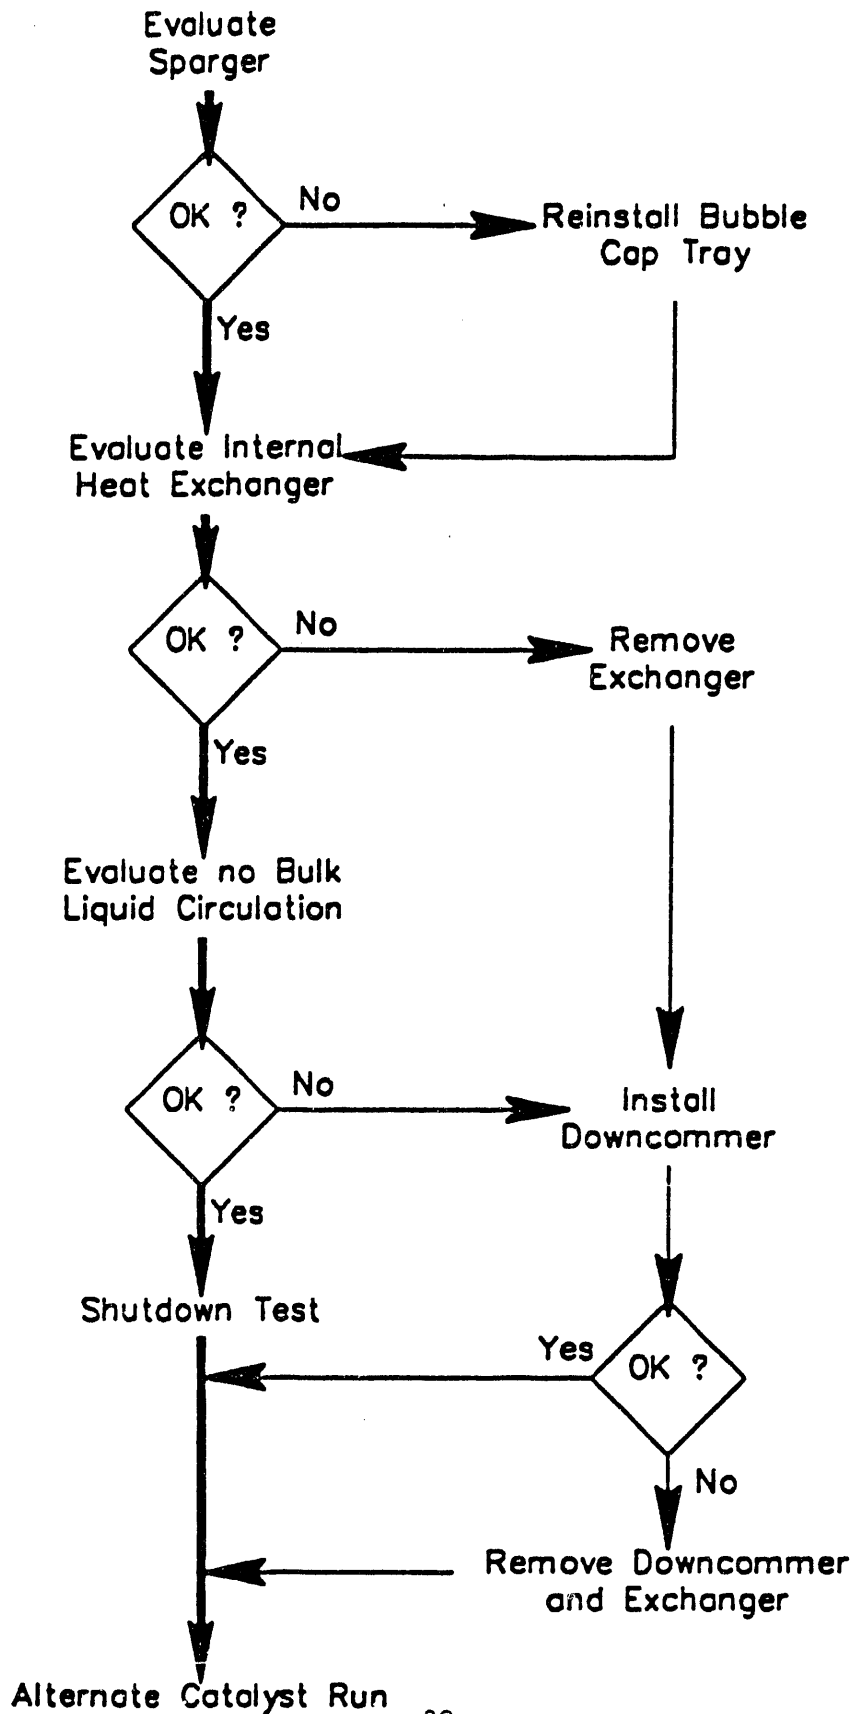 Evaluate
Sparger
OK ?
No
Reinstall Bubble
Cap Tray
Yes
Evaluate Internal
Heat Exchanger
OK ?
No
Remove
Exchanger
Yes
Evaluate no Bulk
Liquid Circulation
OK ?
No
Install
Downcommer
Yes
Shutdown Test
Yes
OK ?
No
Remove Downcommer
and Exchanger
Alternate Catalyst Run